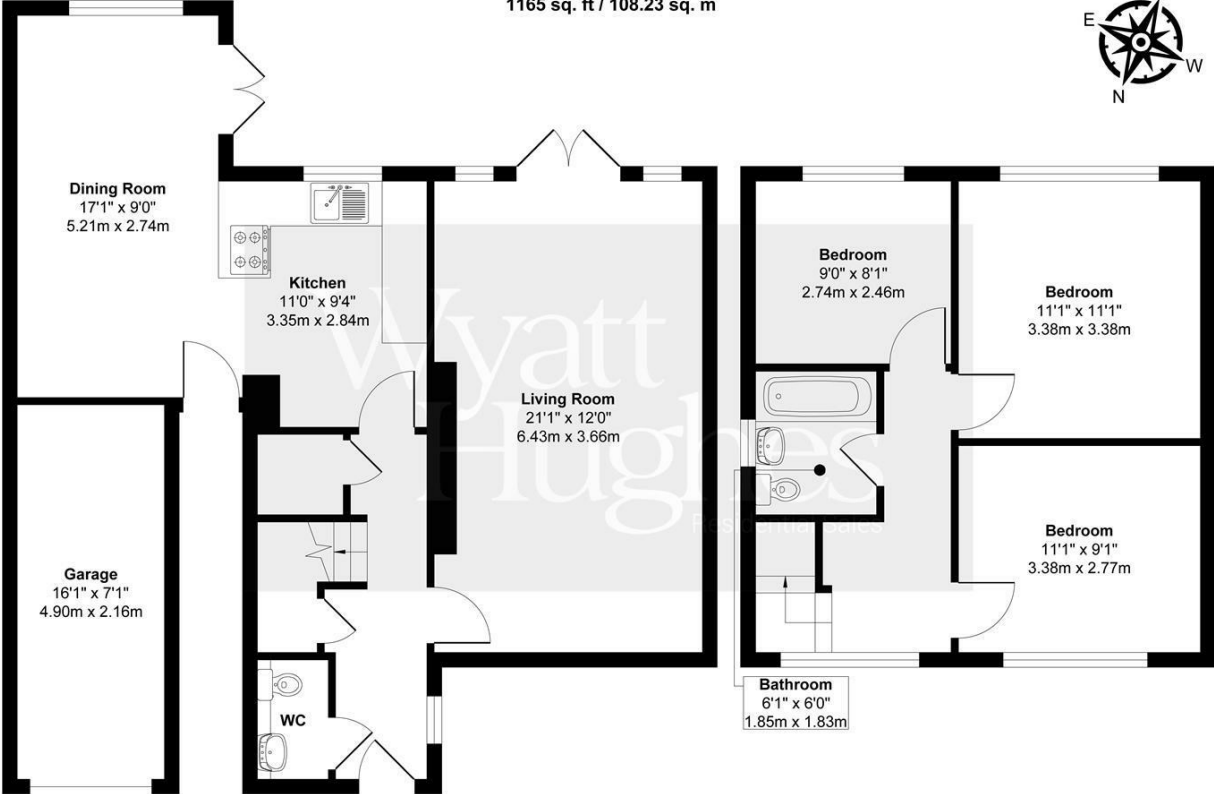 1165 sq. ft / 108.23 sq. m
E
W
N
Dining Room
17'1" x 9'0"
5.21m x 2.74m
Kitchen
11'0" x 9'4"
3.35m x 2.84m
Living Room
21'1" x 12'0"
6.43m x 3.66m
Garage
16'1" x 7'1"
4.90m x 2.16m
WC
Bedroom
9'0" x 8'1"
2.74m x 2.46m
Bedroom
11'1" x 11'1"
3.38m x 3.38m
Bedroom
11'1" x 9'1"
3.38m x 2.77m
Bathroom
6'1" x 6'0"
1.85m x 1.83m
Wyatt
Hughes
Residential Sales